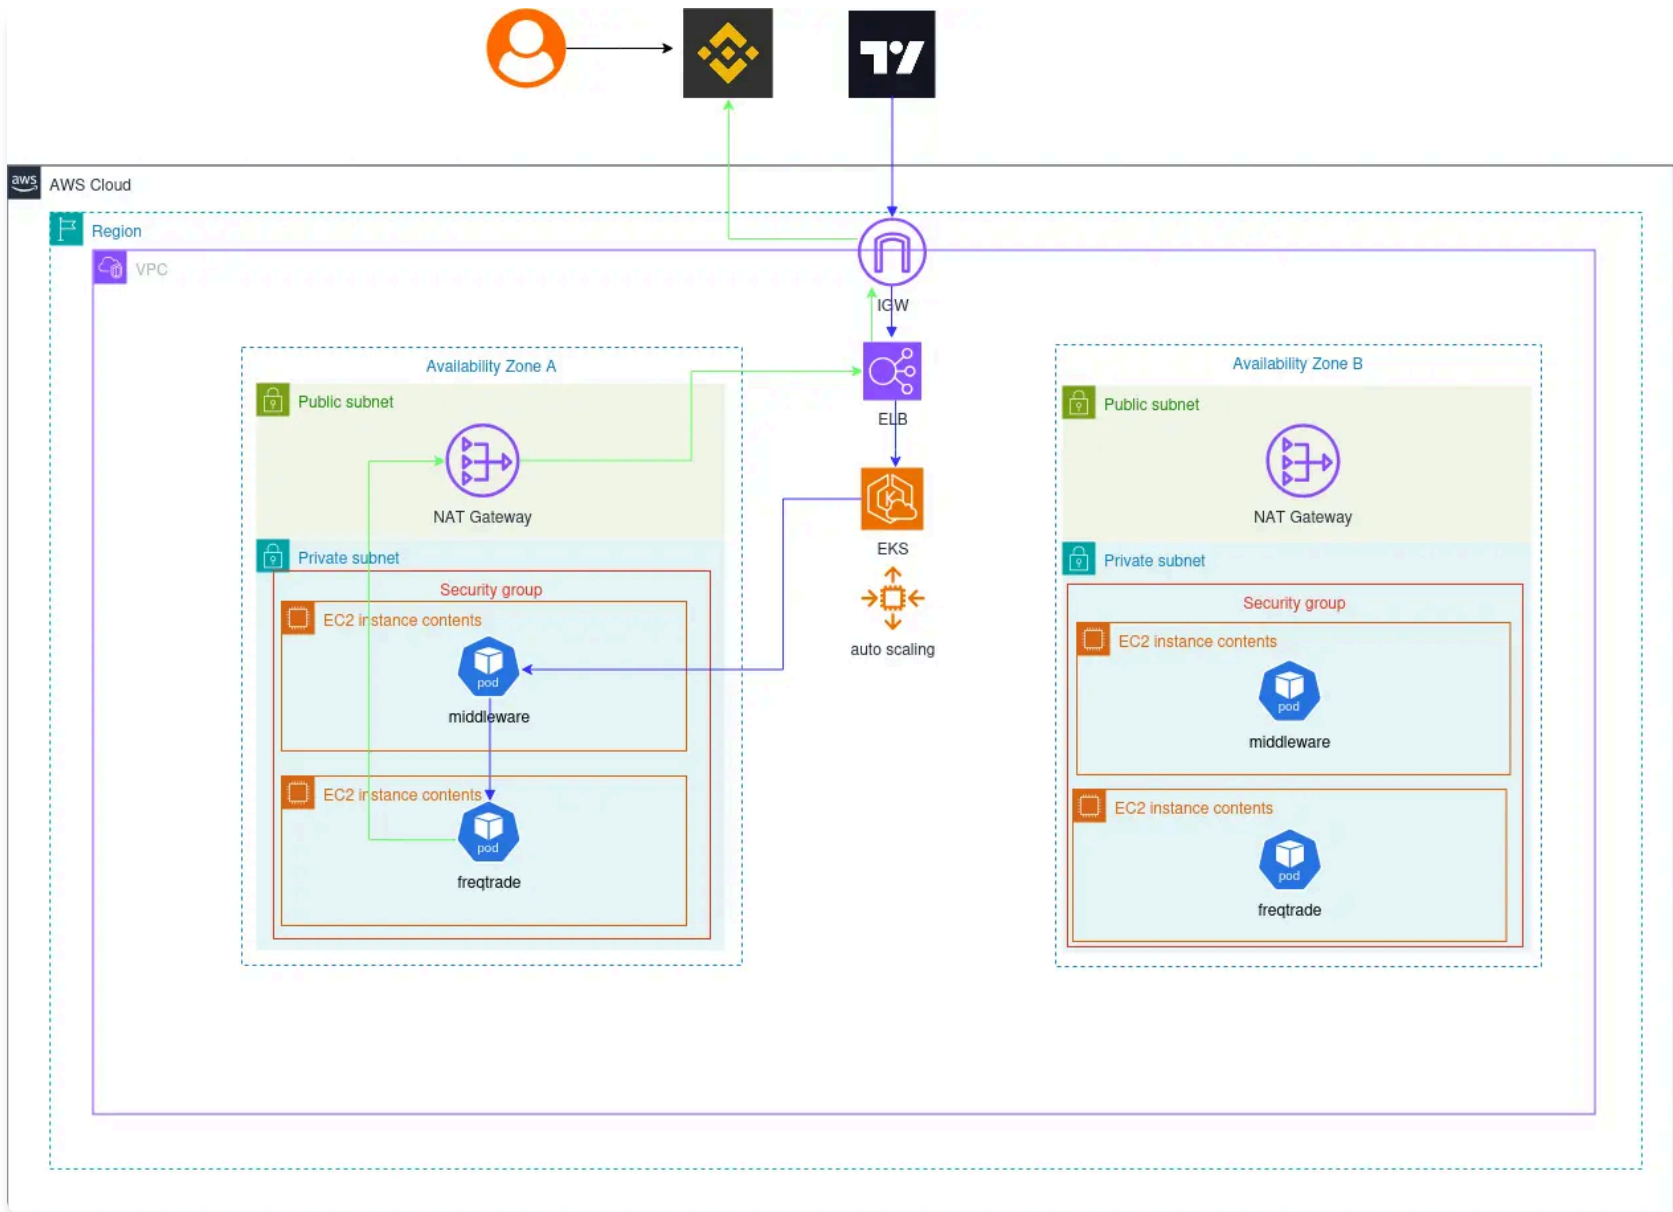 aws
AWS Cloud
Region
VPC
IGW
Availability Zone A
Public subnet
NAT Gateway
Private subnet
Security group
EC2 instance contents
pod
middleware
EC2 instance contents
pod
freqtrade
ELB
EKS
auto scaling
Availability Zone B
Public subnet
NAT Gateway
Private subnet
Security group
EC2 instance contents
pod
middleware
EC2 instance contents
pod
freqtrade